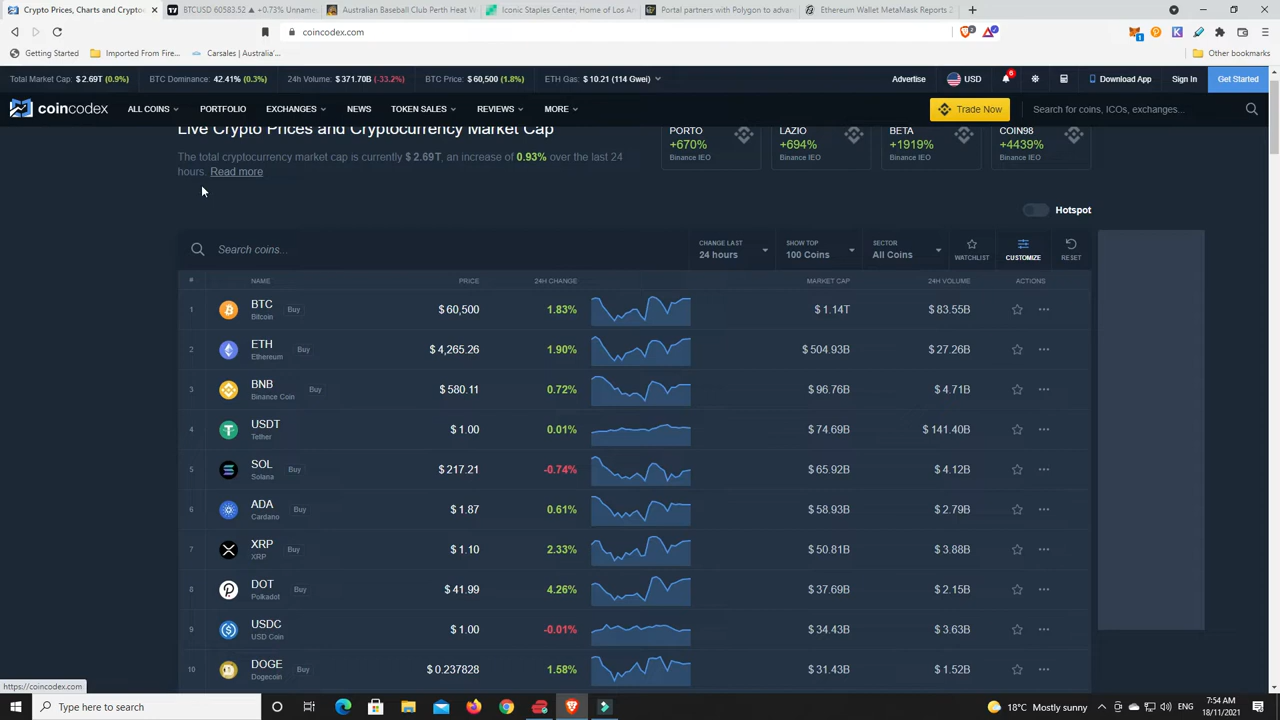 Crypto Prices, Charts and Cryptoc
BTCUSD 60583.52 ▲ +0.73% Unname
Australian Baseball Club Perth Heat W
Iconic Staples Center, Home of Los An
Portal partners with Polygon to advan
Ethereum Wallet MetaMask Reports 2
coincodex.com
Getting Started
Imported From Fire...
Carsales | Australia'...
Other bookmarks
Total Market Cap: $ 2.69T (0.9%)
BTC Dominance: 42.41% (0.3%)
24h Volume: $ 371.70B (-33.2%)
BTC Price: $ 60,500 (1.8%)
ETH Gas: $ 10.21 (114 Gwei)
Advertise
USD
6
Download App
Sign In
Get Started
coincodex
ALL COINS
PORTFOLIO
EXCHANGES
NEWS
TOKEN SALES
REVIEWS
MORE
Trade Now
Search for coins, ICOs, exchanges...
Live Crypto Prices and Cryptocurrency Market Cap
The total cryptocurrency market cap is currently $ 2.69T, an increase of 0.93% over the last 24
hours. Read more
PORTO
+670%
Binance IEO
LAZIO
+694%
Binance IEO
BETA
+1919%
Binance IEO
COIN98
+4439%
Binance IEO
Hotspot
Search coins...
CHANGE LAST
24 hours
SHOW TOP
100 Coins
SECTOR
All Coins
WATCHLIST
CUSTOMIZE
RESET
# NAME PRICE 24H CHANGE MARKET CAP 24H VOLUME ACTIONS
1 BTC Bitcoin Buy $ 60,500 1.83% $ 1.14T $ 83.55B
2 ETH Ethereum Buy $ 4,265.26 1.90% $ 504.93B $ 27.26B
3 BNB Binance Coin Buy $ 580.11 0.72% $ 96.76B $ 4.71B
4 USDT Tether $ 1.00 0.01% $ 74.69B $ 141.40B
5 SOL Solana Buy $ 217.21 -0.74% $ 65.92B $ 4.12B
6 ADA Cardano Buy $ 1.87 0.61% $ 58.93B $ 2.79B
7 XRP XRP Buy $ 1.10 2.33% $ 50.81B $ 3.88B
8 DOT Polkadot Buy $ 41.99 4.26% $ 37.69B $ 2.15B
9 USDC USD Coin $ 1.00 -0.01% $ 34.43B $ 3.63B
10 DOGE Dogecoin Buy $ 0.237828 1.58% $ 31.43B $ 1.52B
https://coincodex.com
Type here to search
18°C Mostly sunny
ENG
7:54 AM
18/11/2021